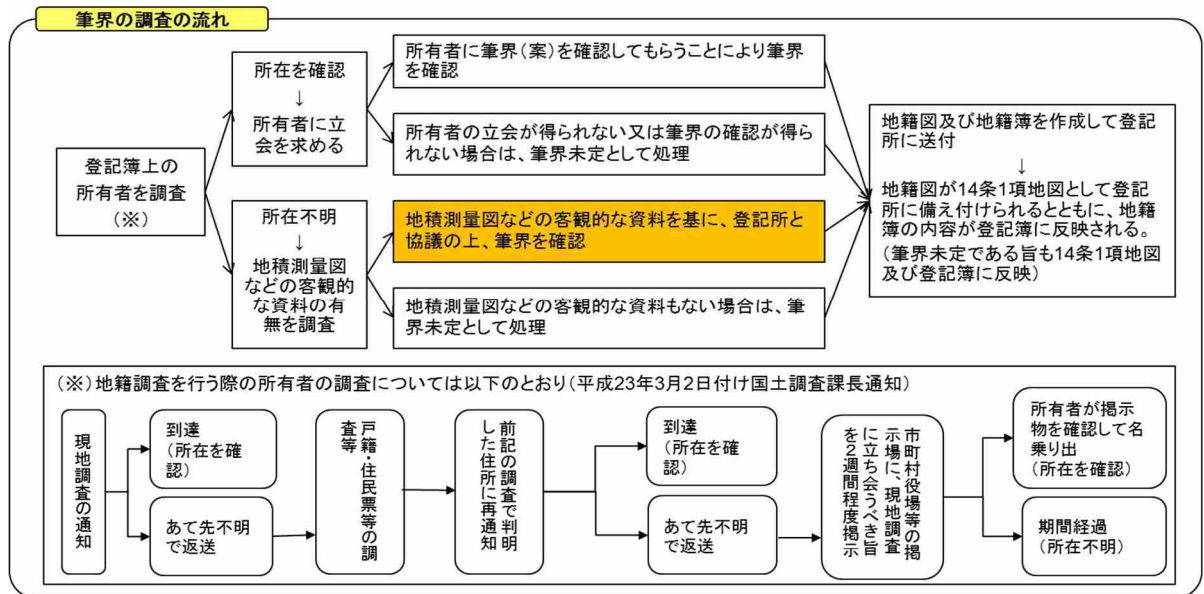 筆界の調査の流れ
登記簿上の
所有者を調査
(※)
所在を確認
↓
所有者に立
会を求める
所在不明
↓
地積測量図
などの客観的
な資料の有
無を調査
所有者に筆界(案)を確認してもらうことにより筆界
を確認
所有者の立会が得られない又は筆界の確認が得ら
れない場合は、筆界未定として処理
地積測量図などの客観的な資料を基に、登記所と
協議の上、筆界を確認
地積測量図などの客観的な資料もない場合は、筆
界未定として処理
地籍図及び地籍簿を作成して登記
所に送付
↓
地籍図が14条1項地図として登記
所に備え付けられるとともに、地籍
簿の内容が登記簿に反映される。
(筆界未定である旨も14条1項地図
及び登記簿に反映)
(※)地籍調査を行う際の所有者の調査については以下のとおり(平成23年3月2日付け国土調査課長通知)
現地調査の通知
到達
(所在を確
認)
あて先不明
で返送
戸籍・住民票等の調
査等
前記の調査で判明
した住所に再通知
到達
(所在を確
認)
あて先不明
で返送
市町村役場等の掲
示場に、現地調査
に立ち会うべき旨
を2週間程度掲示
所有者が掲示
物を確認して名
乗り出
(所在を確認)
期間経過
(所在不明)